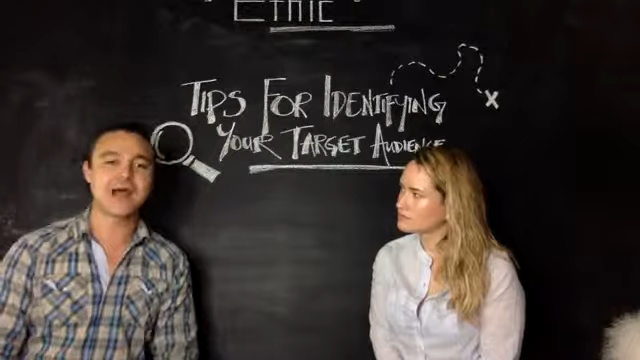 ETHIC
TIPS FOR IDENTIFYING
YOUR TARGET AUDIENCE
X